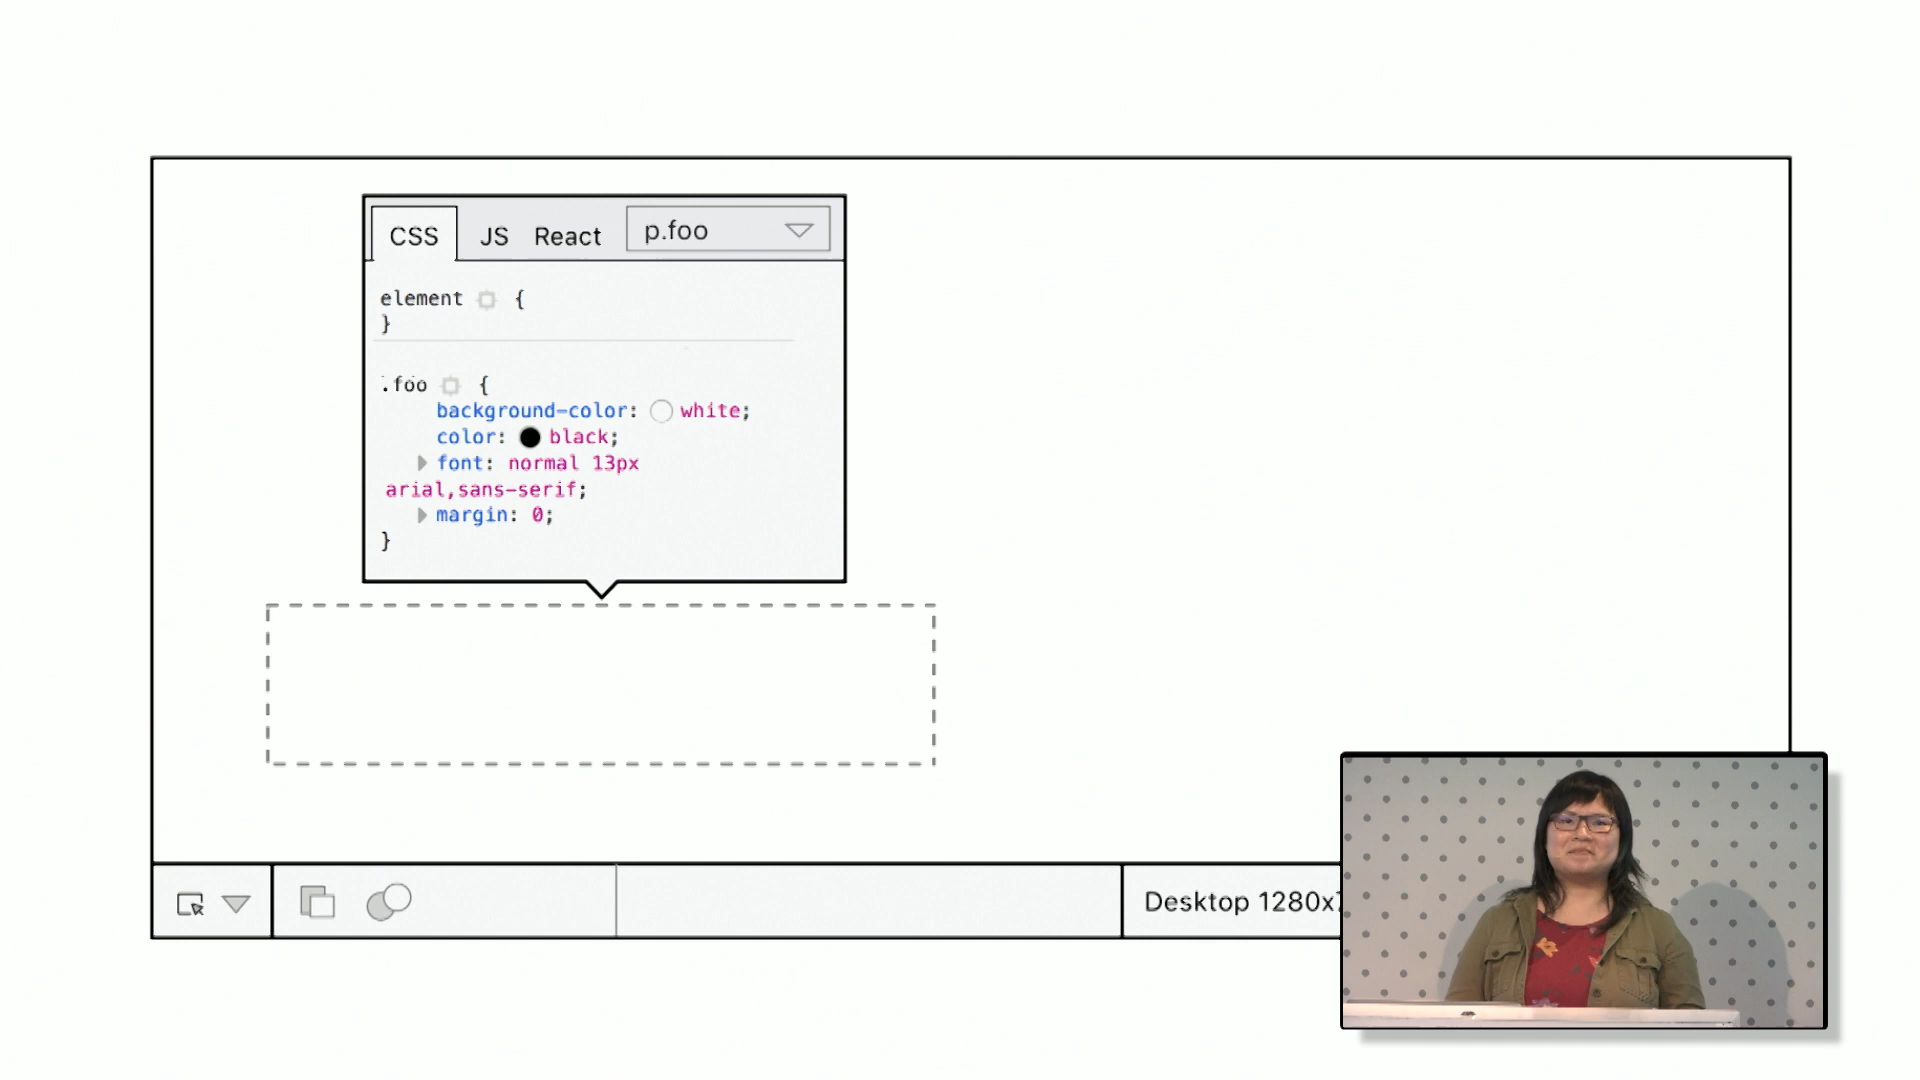 CSS JS React p.foo
element {
}
.foo {
background-color: white;
color: black;
font: normal 13px
arial,sans-serif;
margin: 0;
}
Desktop 1280x